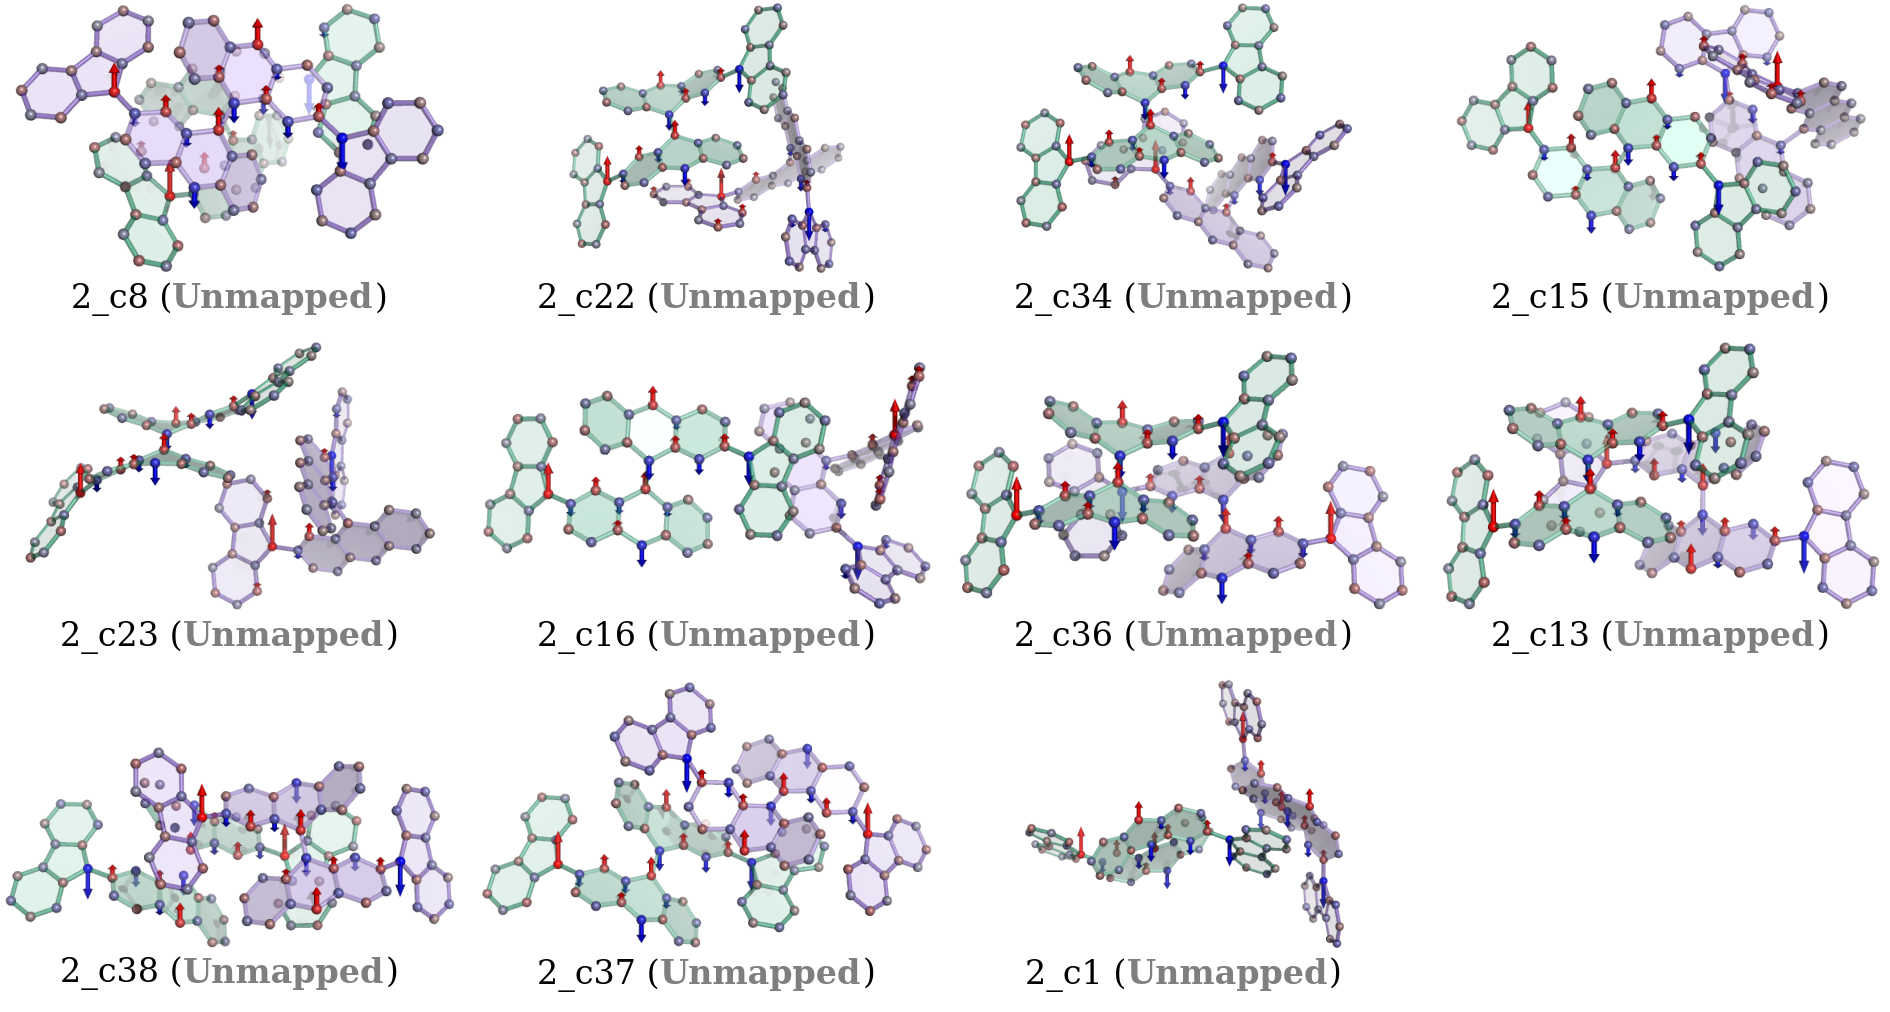 2_c8 (Unmapped)
2_c22 (Unmapped)
2_c34 (Unmapped)
2_c15 (Unmapped)
2_c23 (Unmapped)
2_c16 (Unmapped)
2_c36 (Unmapped)
2_c13 (Unmapped)
2_c38 (Unmapped)
2_c37 (Unmapped)
2_c1 (Unmapped)